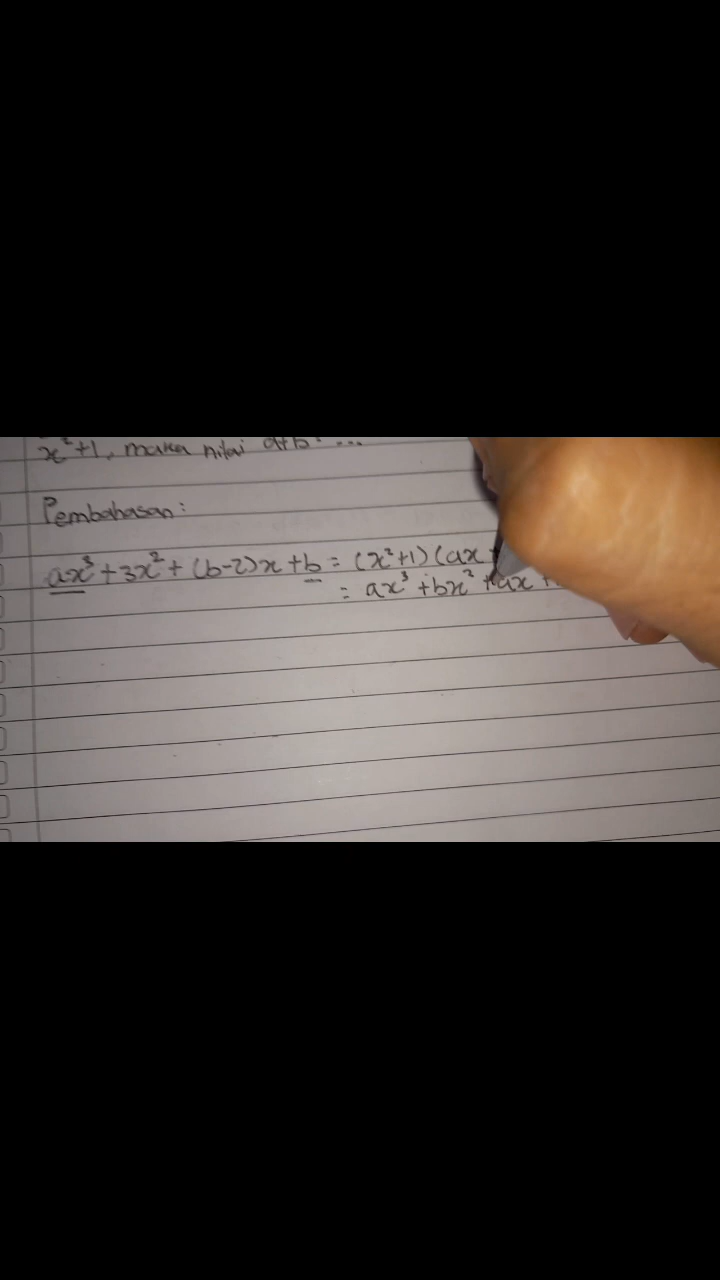 x²+1, maka nilai a+b: ...
Pembahasan:
ax³+3x²+(b-2)x+b = (x²+1)(ax
= ax³+bx²+ax+